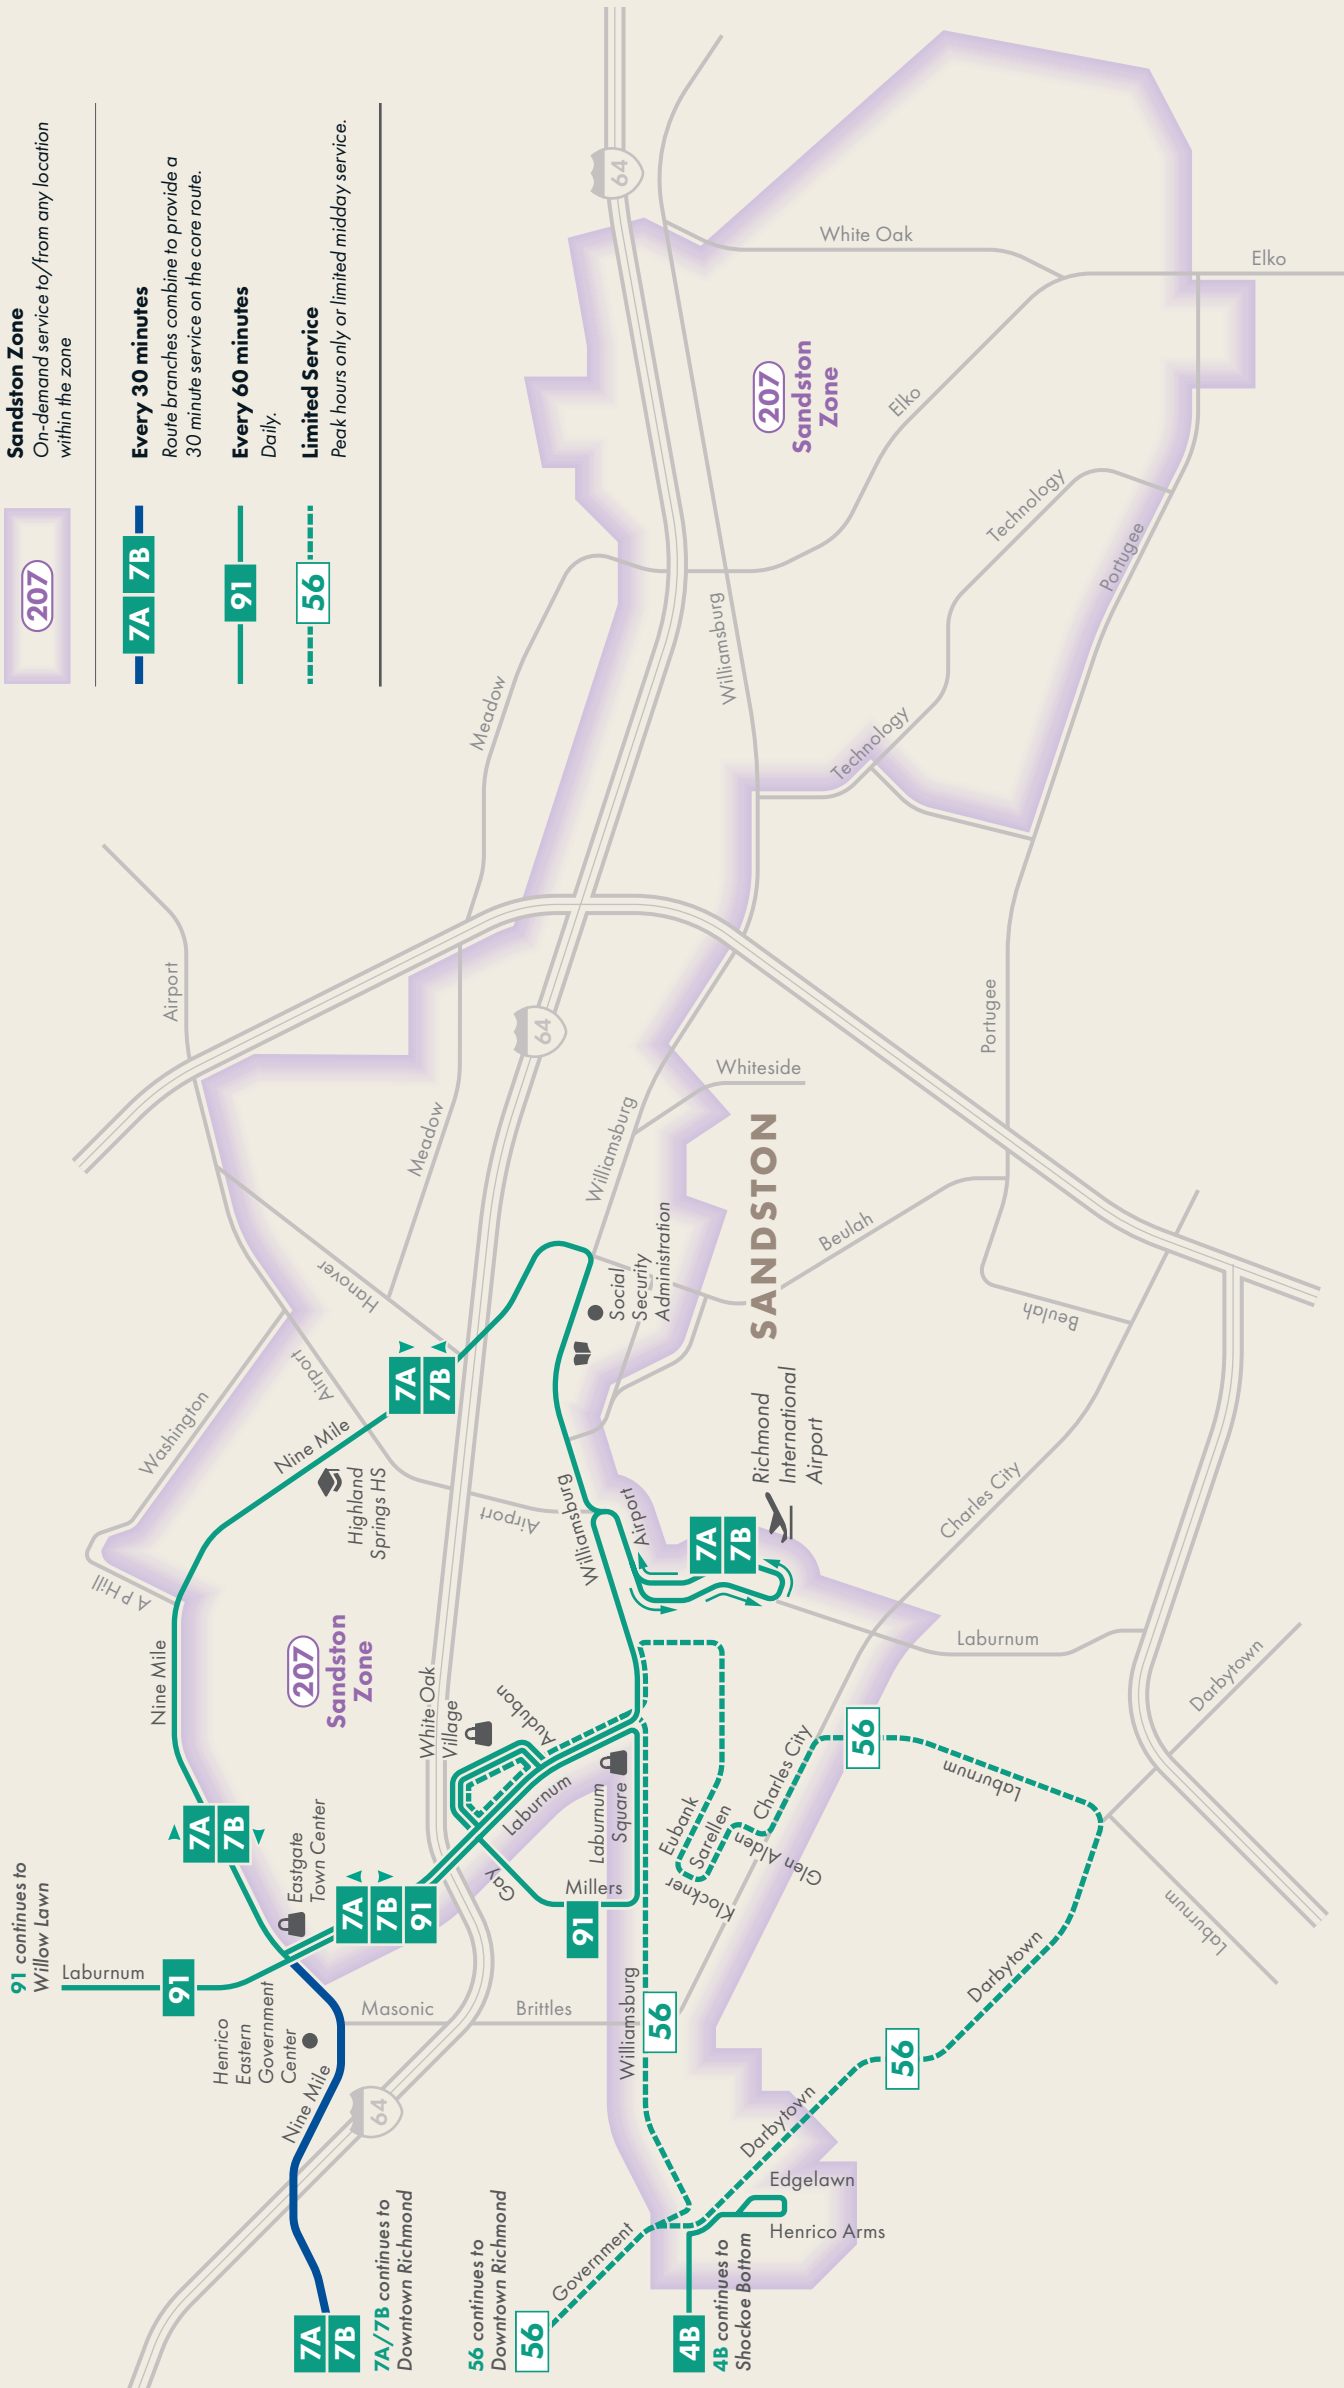 207
Sandston Zone
On-demand service to/from any location
within the zone
7A 7B
Every 30 minutes
Route branches combine to provide a
30 minute service on the core route.
91
Every 60 minutes
Daily.
56
Limited Service
Peak hours only or limited midday service.
91 continues to
Willow Lawn
Laburnum
91
7A/7B continues to
Downtown Richmond
7A
7B
Nine Mile
Henrico
Eastern
Government
Center
64
Masonic
Brittles
Eastgate
Town Center
7A
7B
91
7A
7B
Nine Mile
A P Hill
Washington
207
Sandston
Zone
Highland
Springs HS
Nine Mile
Airport
Hanover
Airport
7A
7B
Airport
Meadow
Meadow
64
White Oak
Village
Audubon
Laburnum
Gay
Laburnum
Square
Millers
91
Williamsburg
Airport
7A
7B
Richmond
International
Airport
Social
Security
Administration
Williamsburg
Whiteside
SANDSTON
Beulah
Beulah
Portugee
Charles City
Laburnum
Darbytown
56 continues to
Downtown Richmond
56
Government
4B
4B continues to
Shockoe Bottom
Henrico Arms
Edgelawn
Darbytown
56
Williamsburg
56
Darbytown
Laburnum
Klockner
Eubank
Sarellen
Glen Alden
Charles City
56
Laburnum
Williamsburg
Technology
Technology
Portugee
207
Sandston
Zone
Elko
White Oak
Elko
64